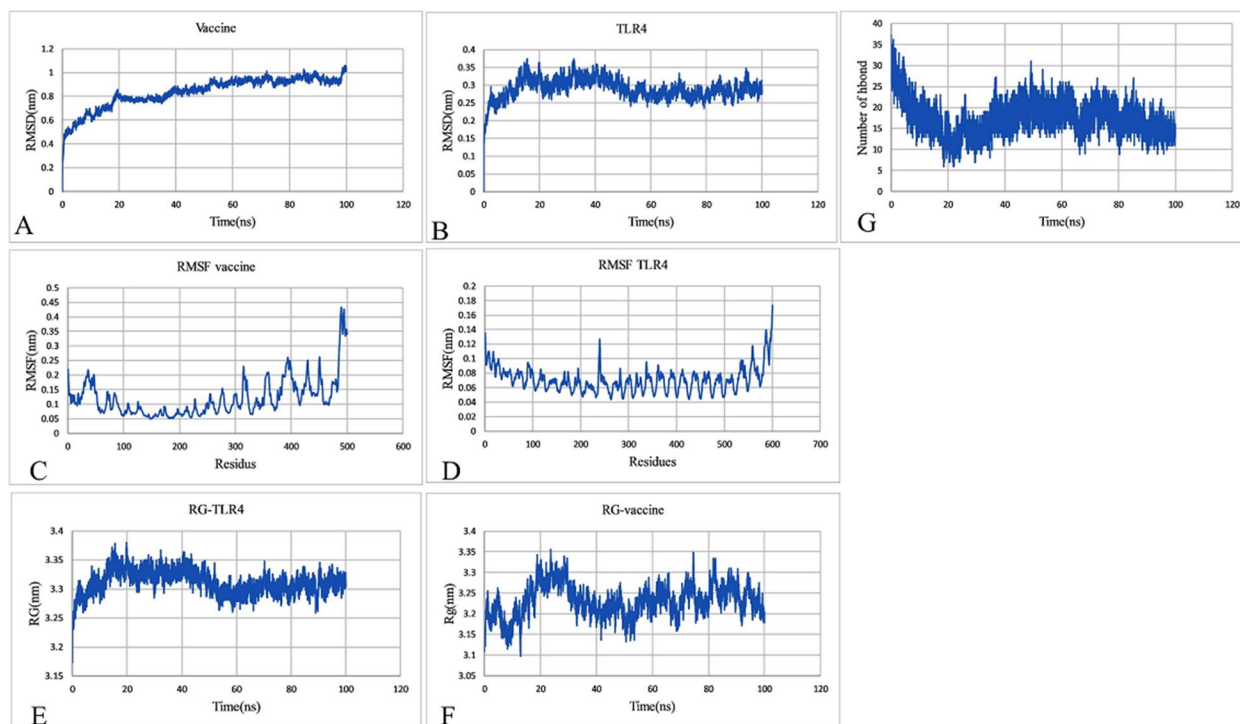 Vaccine
RMSD(nm)
1.2
1
0.8
0.6
0.4
0.2
0
0 20 40 60 80 100 120
Time(ns)
A
TLR4
RMSD(nm)
0.4
0.35
0.3
0.25
0.2
0.15
0.1
0.05
0
0 20 40 60 80 100 120
Time(ns)
B
Number of hbond
40
35
30
25
20
15
10
5
0
0 20 40 60 80 100 120
Time(ns)
G
RMSF vaccine
RMSF(nm)
0.5
0.45
0.4
0.35
0.3
0.25
0.2
0.15
0.1
0.05
0
0 100 200 300 400 500 600
Residus
C
RMSF TLR4
RMSF(nm)
0.2
0.18
0.16
0.14
0.12
0.1
0.08
0.06
0.04
0.02
0
0 100 200 300 400 500 600 700
Residues
D
RG-TLR4
RG(nm)
3.4
3.35
3.3
3.25
3.2
3.15
0 20 40 60 80 100 120
Time(ns)
E
RG-vaccine
Rg(nm)
3.4
3.35
3.3
3.25
3.2
3.15
3.1
3.05
0 20 40 60 80 100 120
Time(ns)
F